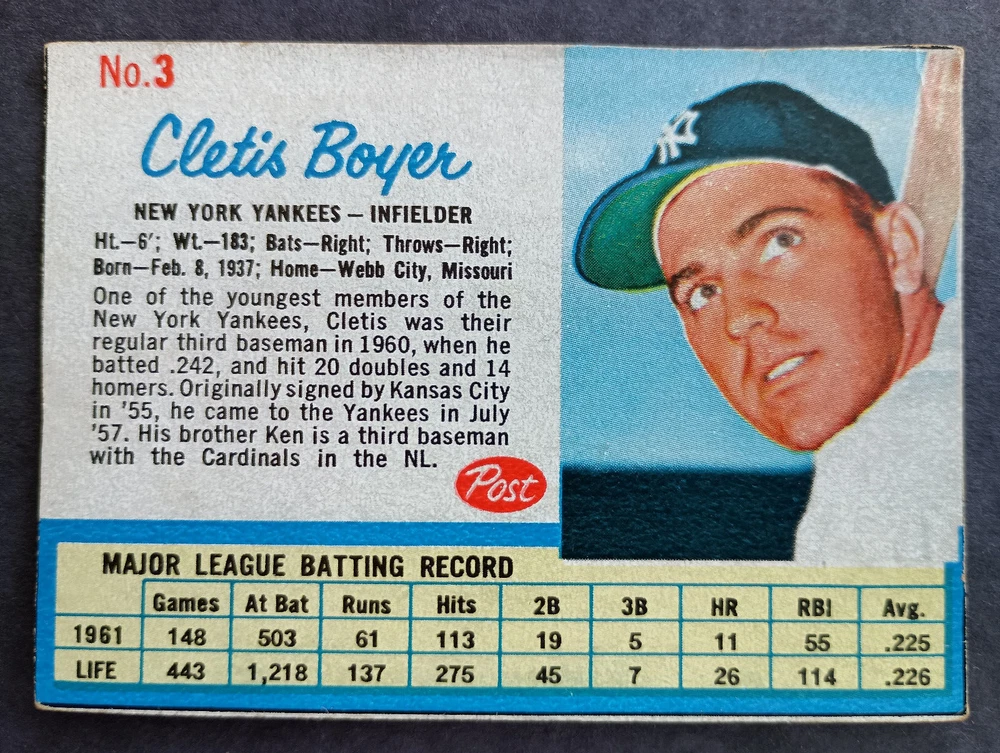 No.3
Cletis Boyer
NEW YORK YANKEES – INFIELDER
Ht.–6'; Wt.–183; Bats–Right; Throws–Right;
Born–Feb. 8, 1937; Home–Webb City, Missouri
One of the youngest members of the
New York Yankees, Cletis was their
regular third baseman in 1960, when he
batted .242, and hit 20 doubles and 14
homers. Originally signed by Kansas City
in '55, he came to the Yankees in July
'57. His brother Ken is a third baseman
with the Cardinals in the NL.
Post
NY
MAJOR LEAGUE BATTING RECORD
Games At Bat Runs Hits 2B 3B HR RBI Avg.
1961 148 503 61 113 19 5 11 55 .225
LIFE 443 1,218 137 275 45 7 26 114 .226